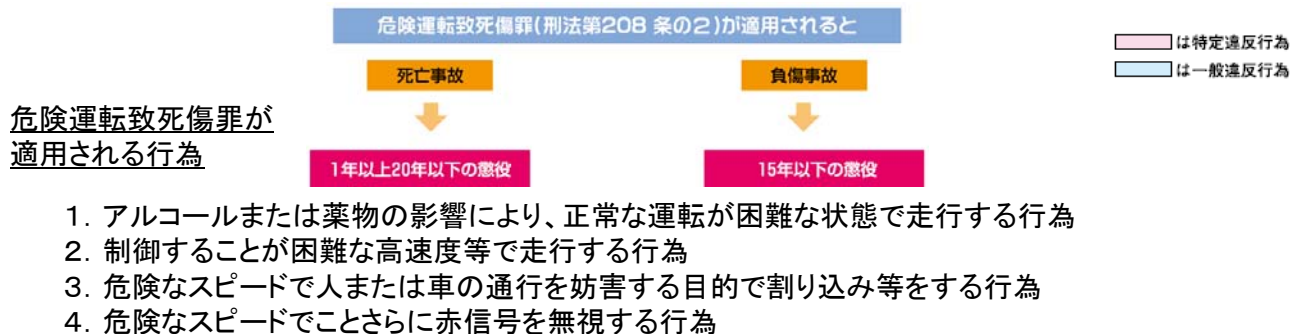 危険運転致死傷罪(刑法第208 条の2)が適用されると
は特定違反行為
は一般違反行為
死亡事故
負傷事故
危険運転致死傷罪が
適用される行為
1年以上20年以下の懲役
15年以下の懲役
1．アルコールまたは薬物の影響により、正常な運転が困難な状態で走行する行為
2．制御することが困難な高速度等で走行する行為
3．危険なスピードで人または車の通行を妨害する目的で割り込み等をする行為
4．危険なスピードでことさらに赤信号を無視する行為